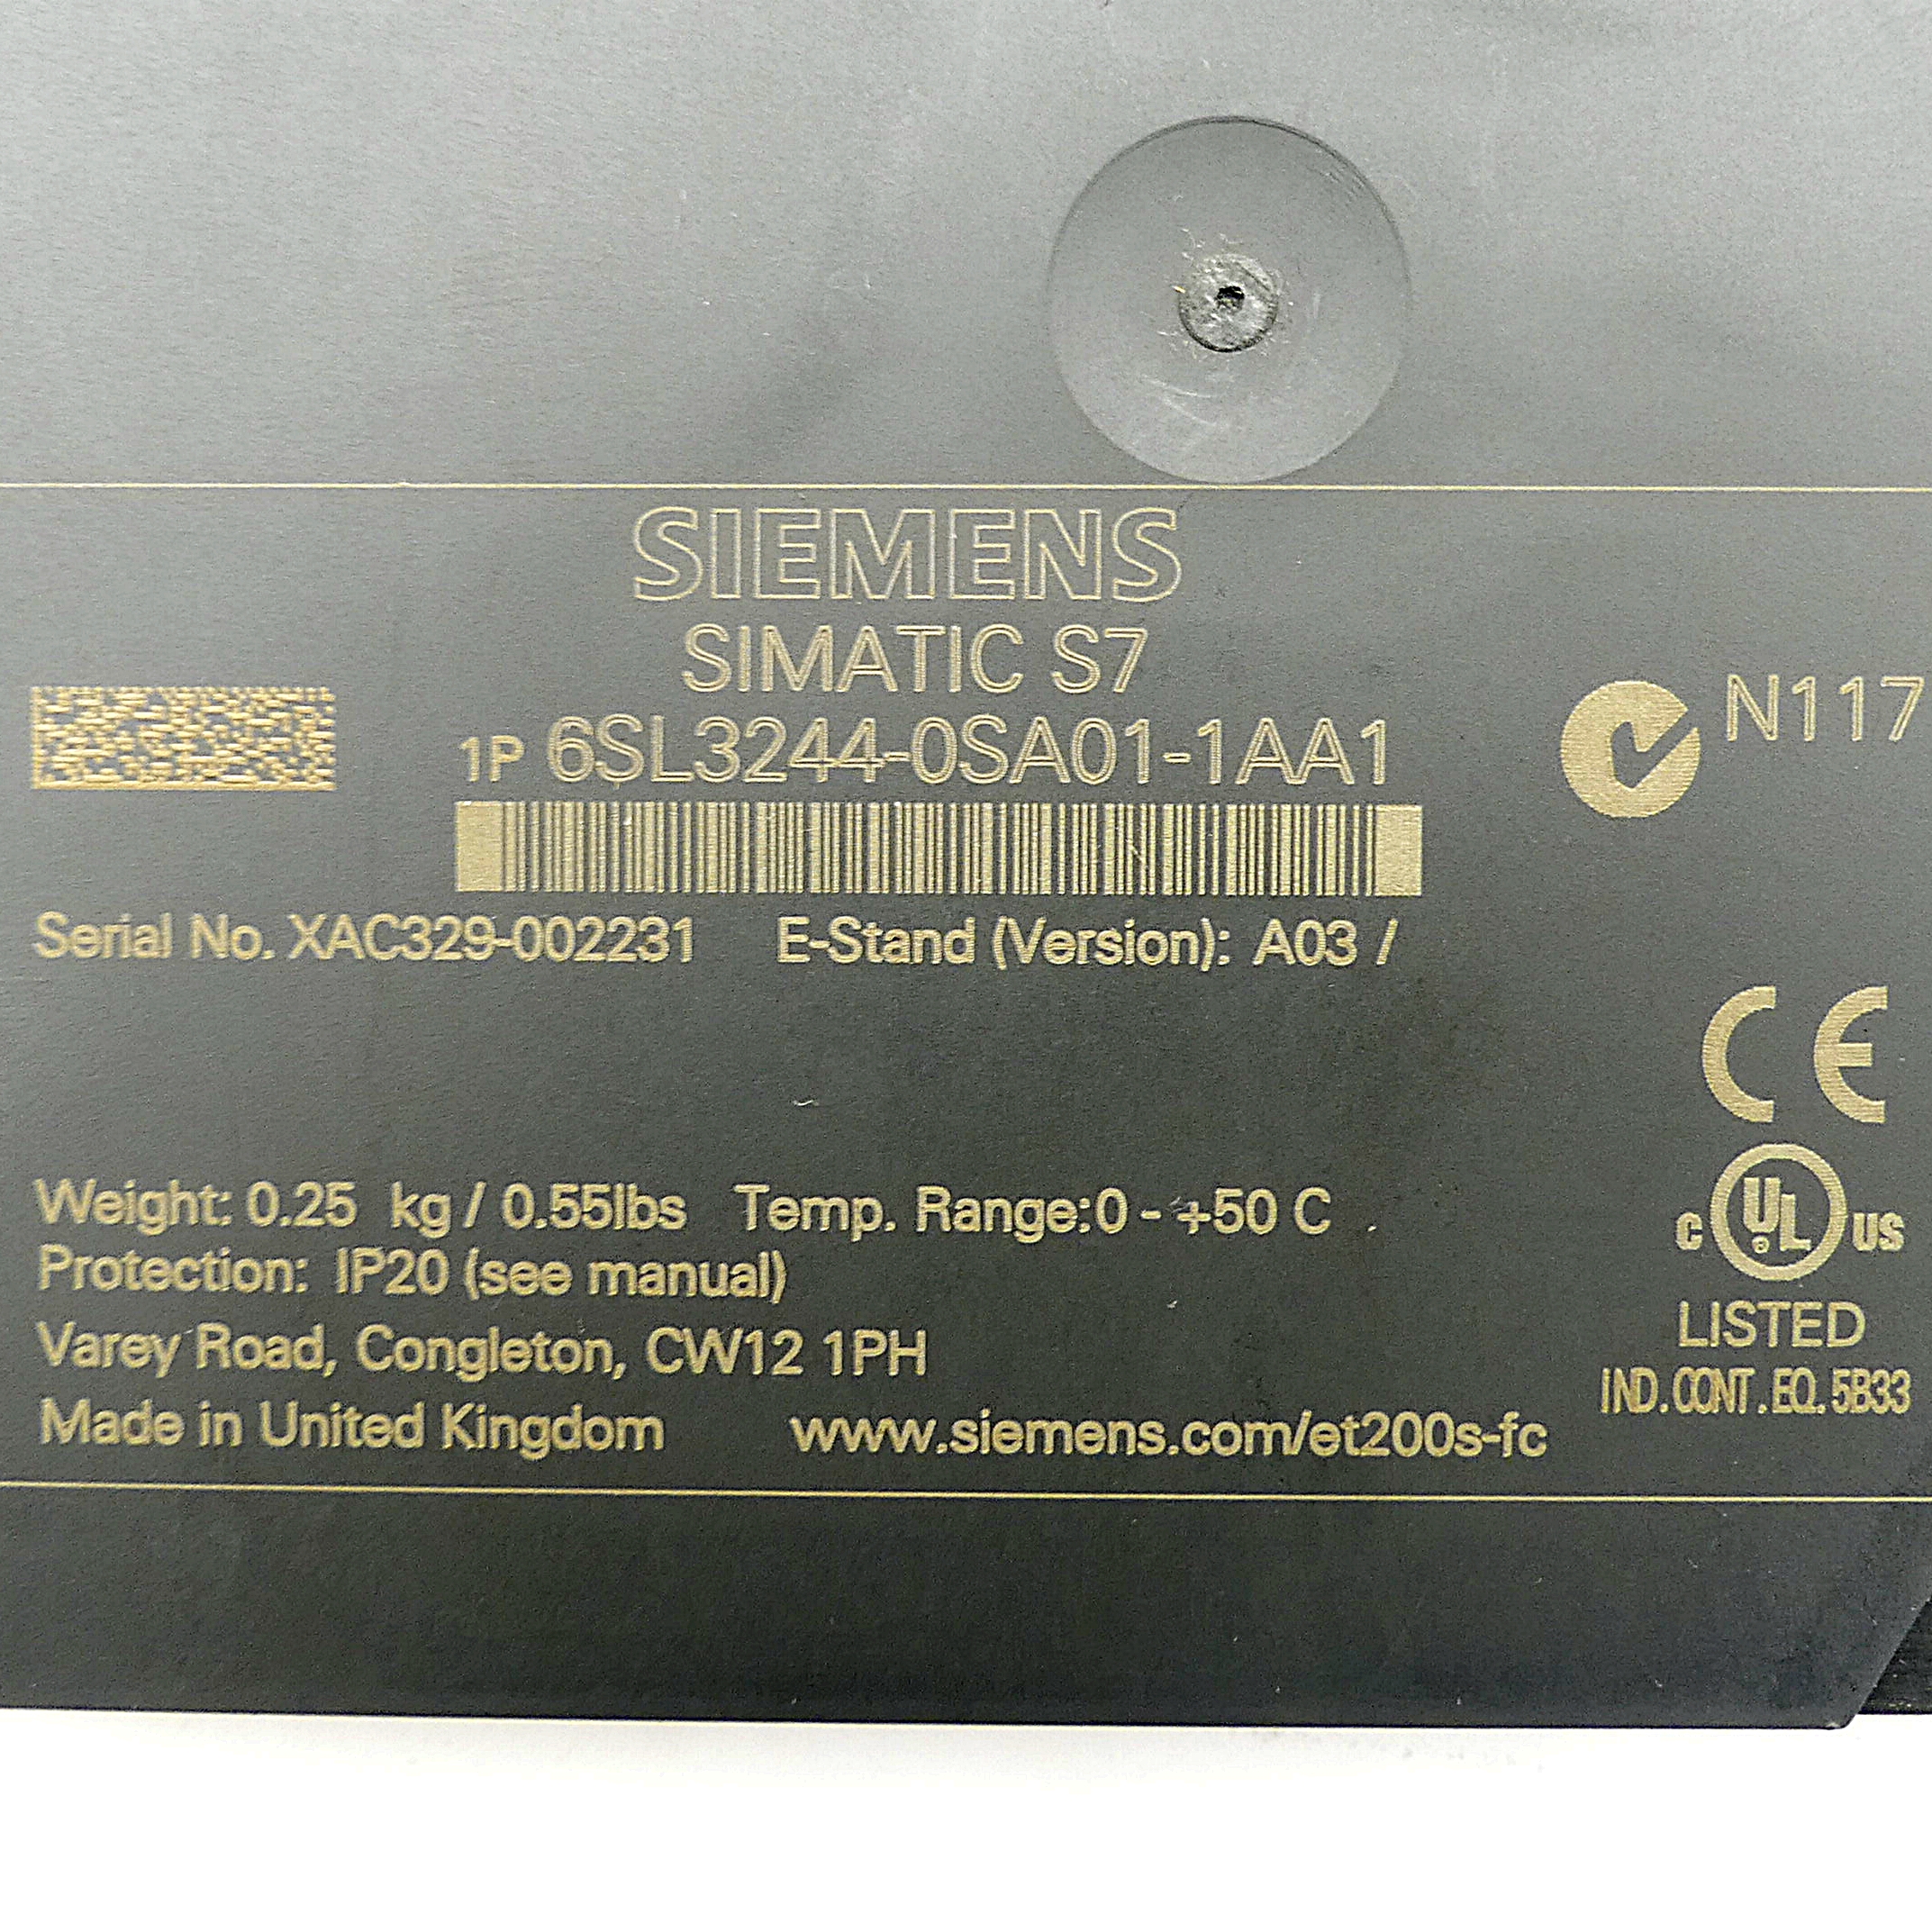 SIEMENS
SIMATIC S7
1P 6SL3244-0SA01-1AA1
N117
Serial No. XAC329-002231 E-Stand (Version): A03 /
CE
Weight: 0.25 kg / 0.55lbs Temp. Range:0 - +50 C
C UL US
Protection: IP20 (see manual)
LISTED
Varey Road, Congleton, CW12 1PH
IND.CONT.EQ.5B33
Made in United Kingdom www.siemens.com/et200s-fc